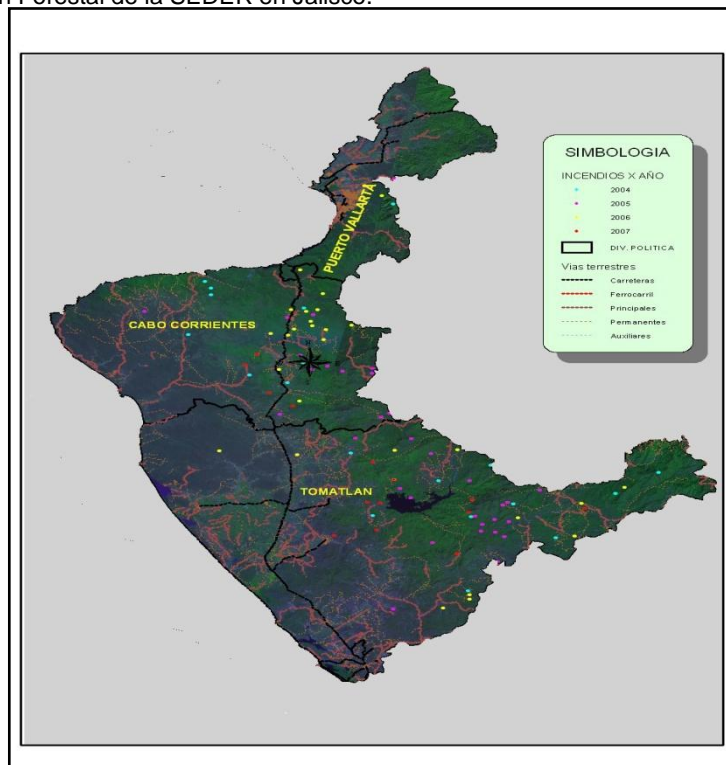 n Forestal de la SEDER en Jalisco.
SIMBOLOGIA
INCENDIOS X AÑO
2004
2005
2006
2007
DIV. POLITICA
Vias terrestres
Carreteras
Ferrocarril
Principales
Permanentes
Auxiliares
PUERTO VALLARTA
CABO CORRIENTES
TOMATLAN